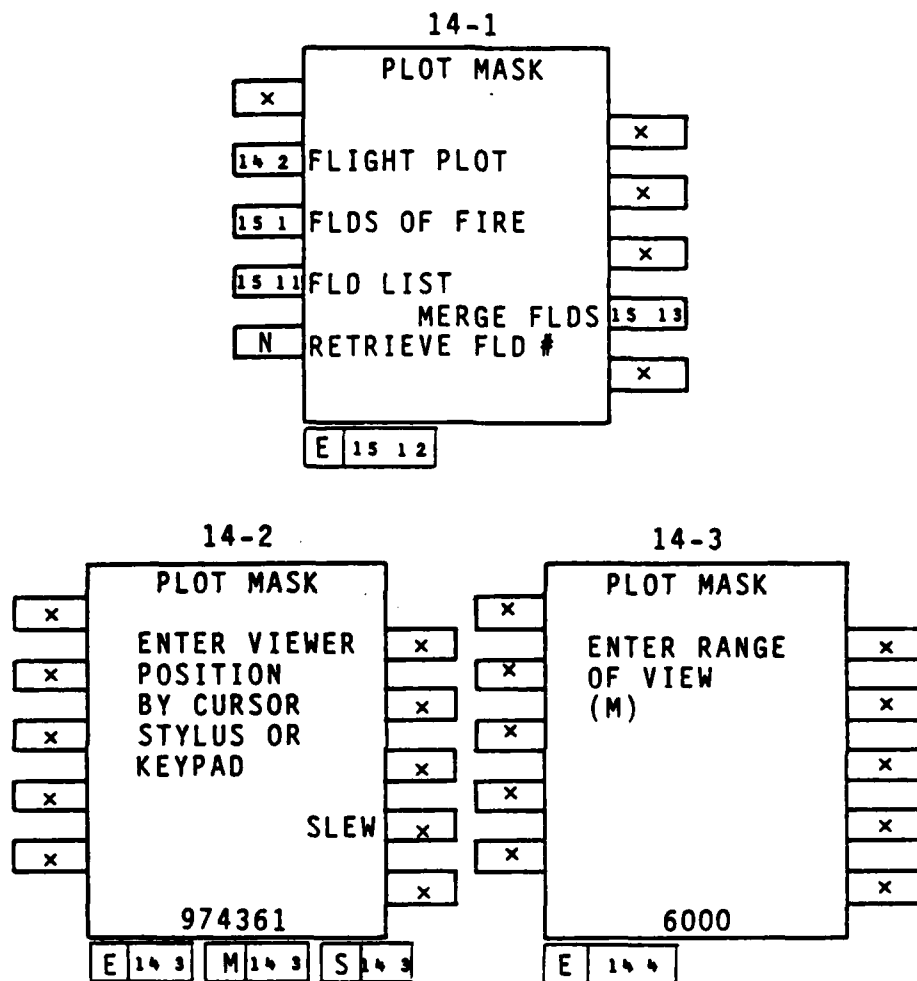 14-1
PLOT MASK
×
×
14 2 FLIGHT PLOT
×
15 1 FLDS OF FIRE
×
15 11 FLD LIST
MERGE FLDS 15 13
N RETRIEVE FLD #
×
E 15 12
14-2
PLOT MASK
×
ENTER VIEWER ×
× POSITION
BY CURSOR ×
× STYLUS OR
KEYPAD ×
×
SLEW ×
×
×
974361
E 14 3 M 14 3 S 14 3
14-3
PLOT MASK
×
ENTER RANGE ×
× OF VIEW
(M) ×
×
×
×
×
×
×
6000
E 14 4